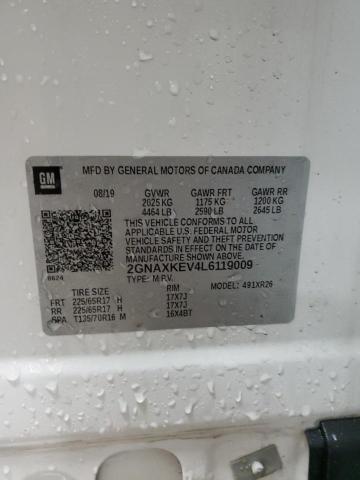 GM
MFD BY GENERAL MOTORS OF CANADA COMPANY
08/19 GVWR GAWR FRT GAWR RR
2025 KG 1175 KG 1200 KG
4464 LB 2590 LB 2645 LB
THIS VEHICLE CONFORMS TO ALL APPLICABLE
U.S. FEDERAL MOTOR VEHICLE SAFETY, BUMPER,
AND THEFT PREVENTION STANDARDS
IN EFFECT ON THE DATE OF
MANUFACTURE SHOWN ABOVE.
2GNAXKEV4L6119009
6624 TYPE: M.P.V. MODEL: 491XR26
TIRE SIZE RIM
FRT 225/65R17 H 17X7J
RR 225/65R17 H 17X7J
SPA T135/70R16 M 16X4BT